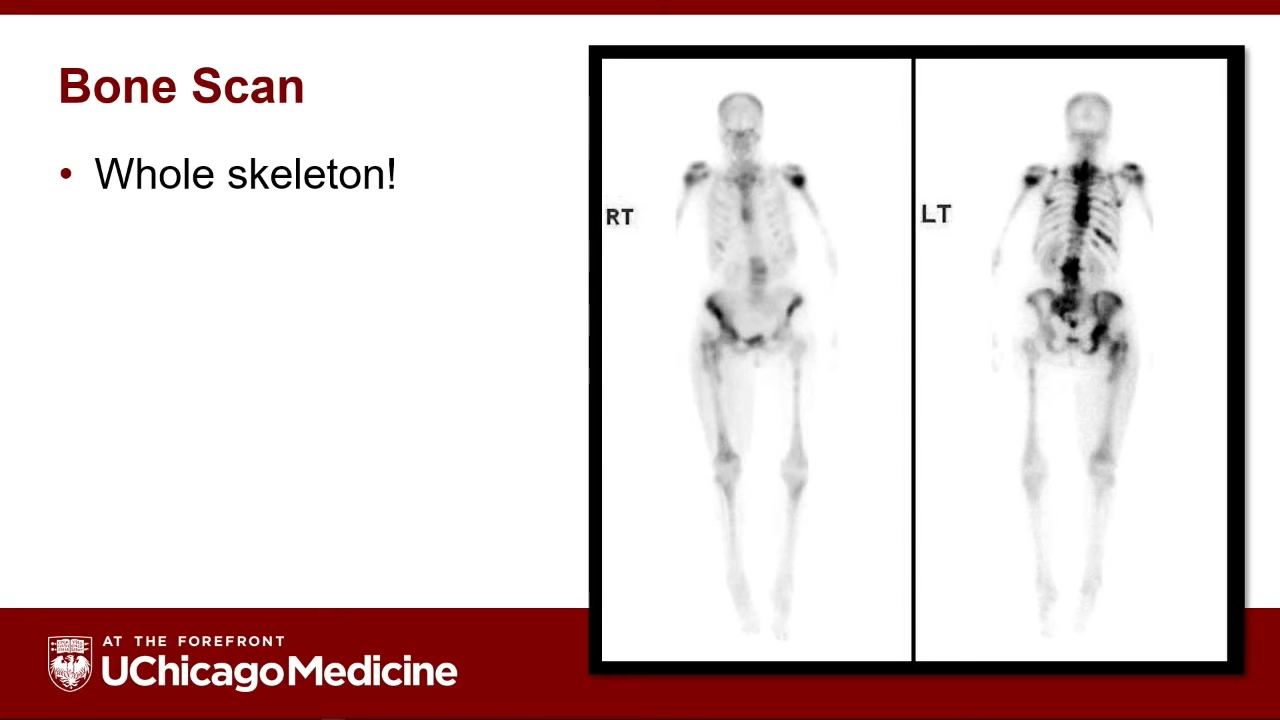 Bone Scan
• Whole skeleton!
RT
LT
AT THE FOREFRONT
UChicagoMedicine